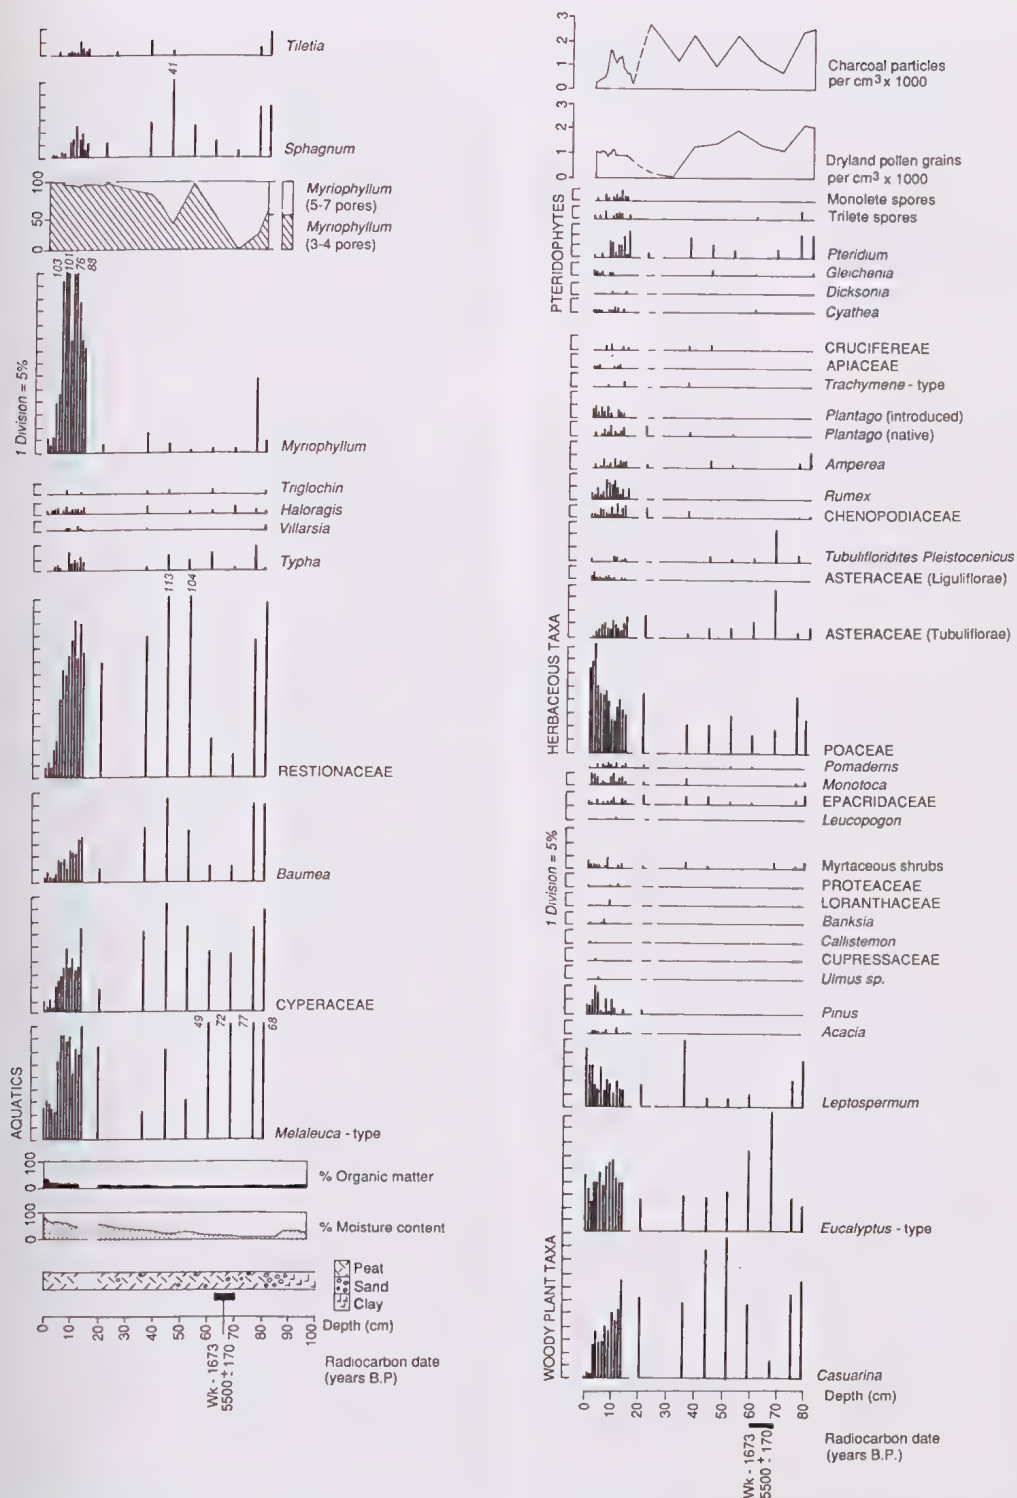 Tiletia
41
Sphagnum
100
50
0
Myriophyllum
(5-7 pores)
Myriophyllum
(3-4 pores)
103
101
76
88
1 Division = 5%
Myriophyllum
Triglochin
Haloragis
Villarsia
Typha
113
104
RESTIONACEAE
Baumea
CYPERACEAE
49
72
77
68
AQUATICS
Melaleuca - type
0 100
% Organic matter
0 100
% Moisture content
Peat
Sand
Clay
0 10 20 30 40 50 60 70 80 90 100
Depth (cm)
Wk - 1673
5500 ± 170
Radiocarbon date
(years B.P)
3
2
1
0
Charcoal particles
per cm3 x 1000
3
2
1
0
Dryland pollen grains
per cm3 x 1000
PTERIDOPHYTES
Monolete spores
Trilete spores
Pteridium
Gleichenia
Dicksonia
Cyathea
CRUCIFEREAE
APIACEAE
Trachymene - type
Plantago (introduced)
Plantago (native)
Amperea
Rumex
CHENOPODIACEAE
Tubulifloridites Pleistocenicus
ASTERACEAE (Liguliflorae)
HERBACEOUS TAXA
ASTERACEAE (Tubuliflorae)
POACEAE
Pomaderris
Monotoca
EPACRIDACEAE
Leucopogon
1 Division = 5%
Myrtaceous shrubs
PROTEACEAE
LORANTHACEAE
Banksia
Callistemon
CUPRESSACEAE
Ulmus sp.
Pinus
Acacia
Leptospermum
Eucalyptus - type
WOODY PLANT TAXA
Casuarina
0 10 20 30 40 50 60 70 80
Depth (cm)
Wk - 1673
5500 ± 170
Radiocarbon date
(years B.P.)